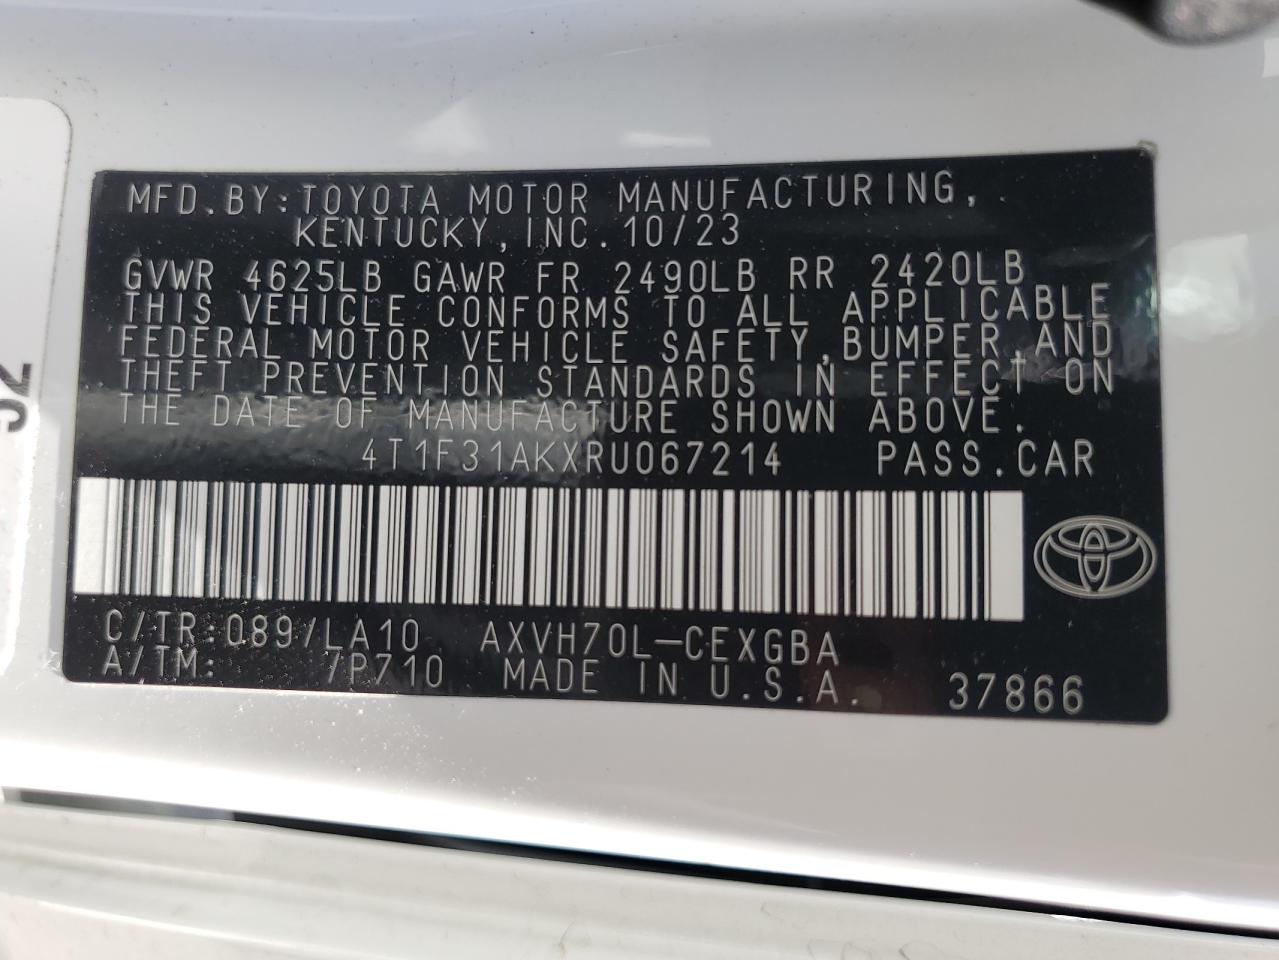 MFD.BY:TOYOTA MOTOR MANUFACTURING,
KENTUCKY,INC.10/23
GVWR 4625LB GAWR FR 2490LB RR 2420LB
THIS VEHICLE CONFORMS TO ALL APPLICABLE
FEDERAL MOTOR VEHICLE SAFETY,BUMPER,AND
THEFT PREVENTION STANDARDS IN EFFECT ON
THE DATE OF MANUFACTURE SHOWN ABOVE.
4T1F31AKXRU067214 PASS.CAR
C/TR:089/LA10 AXVH70L-CEXGBA
A/TM: /P710 MADE IN U.S.A. 37866